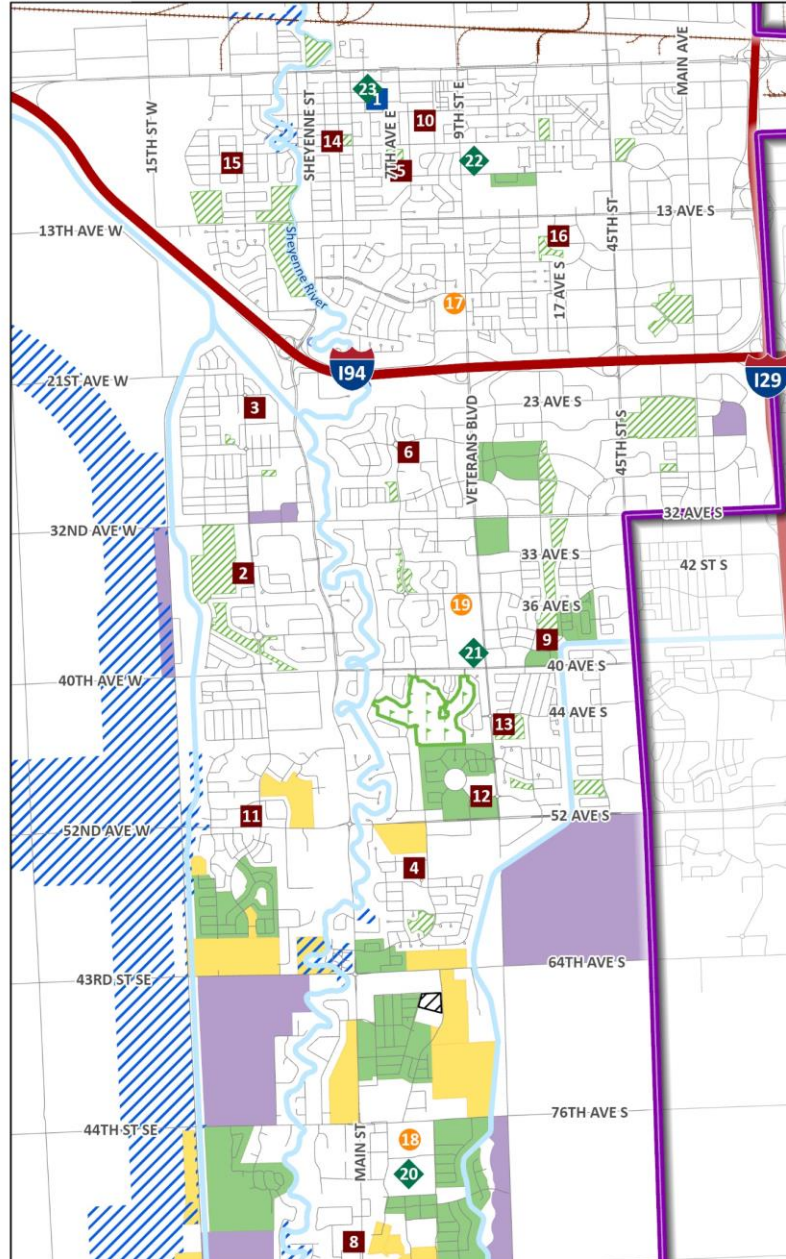 MAIN AVE
23
1
9TH ST E
15TH ST W
SHEYENNE ST
7TH AVE E
10
14
15
5
22
45TH ST
13 AVE S
13TH AVE W
16
17 AVE S
Sheyenne River
17
I94
I29
21ST AVE W
23 AVE S
3
VETERANS BLVD
45TH ST S
6
32 AVE S
32ND AVE W
33 AVE S
42 ST S
2
19
36 AVE S
9
21
40 AVE S
40TH AVE W
44 AVE S
13
12
11
52 AVE S
52ND AVE W
4
64TH AVE S
43RD ST SE
76TH AVE S
44TH ST SE
MAIN ST
18
20
8